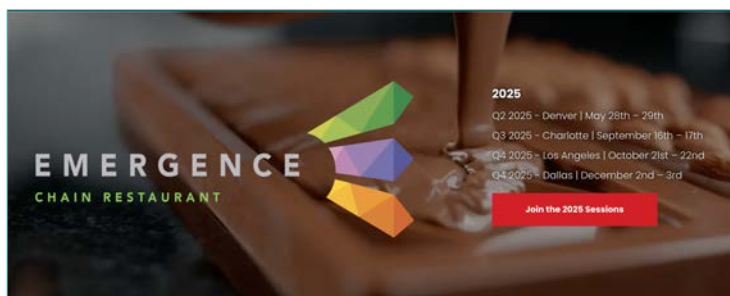 EMERGENCE
CHAIN RESTAURANT
2025
Q2 2025 - Denver | May 28th – 29th
Q3 2025 - Charlotte | September 16th – 17th
Q4 2025 - Los Angeles | October 21st – 22nd
Q4 2025 - Dallas | December 2nd – 3rd
Join the 2025 Sessions